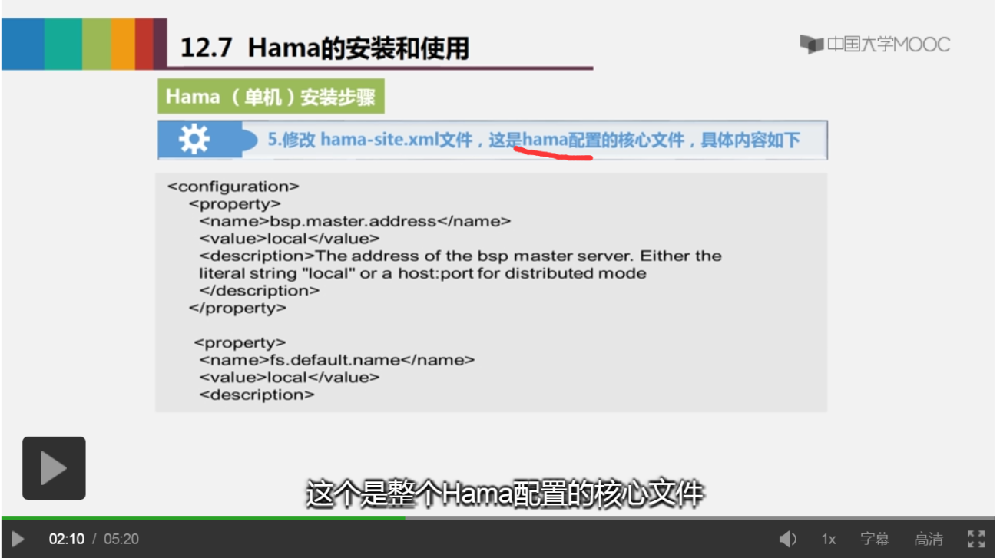 12.7 Hama的安装和使用
中国大学MOOC
Hama （单机）安装步骤
5.修改 hama-site.xml文件，这是hama配置的核心文件，具体内容如下
<configuration>
<property>
<name>bsp.master.address</name>
<value>local</value>
<description>The address of the bsp master server. Either the
literal string "local" or a host:port for distributed mode
</description>
</property>
<property>
<name>fs.default.name</name>
<value>local</value>
<description>
这个是整个Hama配置的核心文件
02:10 / 05:20
1x
字幕
高清